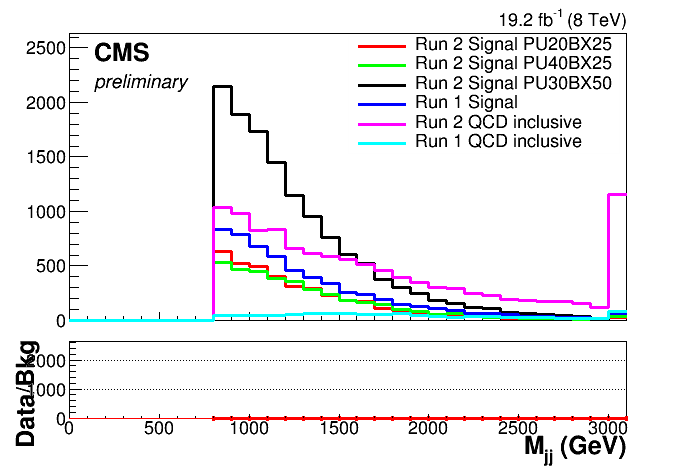 19.2 fb-1 (8 TeV)
CMS
preliminary
Run 2 Signal PU20BX25
Run 2 Signal PU40BX25
Run 2 Signal PU30BX50
Run 1 Signal
Run 2 QCD inclusive
Run 1 QCD inclusive
2500
2000
1500
1000
500
0
Data/Bkg
2000
1000
0
0 500 1000 1500 2000 2500 3000
Mjj (GeV)